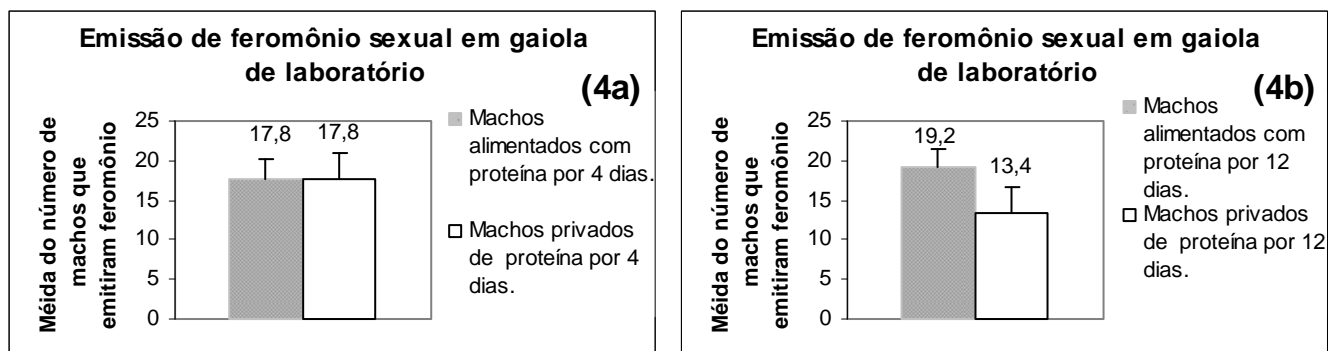 Emissão de feromônio sexual em gaiola
de laboratório
(4a)
Méida do número de
machos que
emitiram feromônio
25
20
15
10
5
0
17,8
17,8
Machos
alimentados com
proteína por 4 dias.
Machos privados
de proteína por 4
dias.
Emissão de feromônio sexual em gaiola
de laboratório
(4b)
Méida do número de
machos que
emitiram feromônio
25
20
15
10
5
0
19,2
13,4
Machos
alimentados com
proteína por 12
dias.
Machos privados
de proteína por 12
dias.